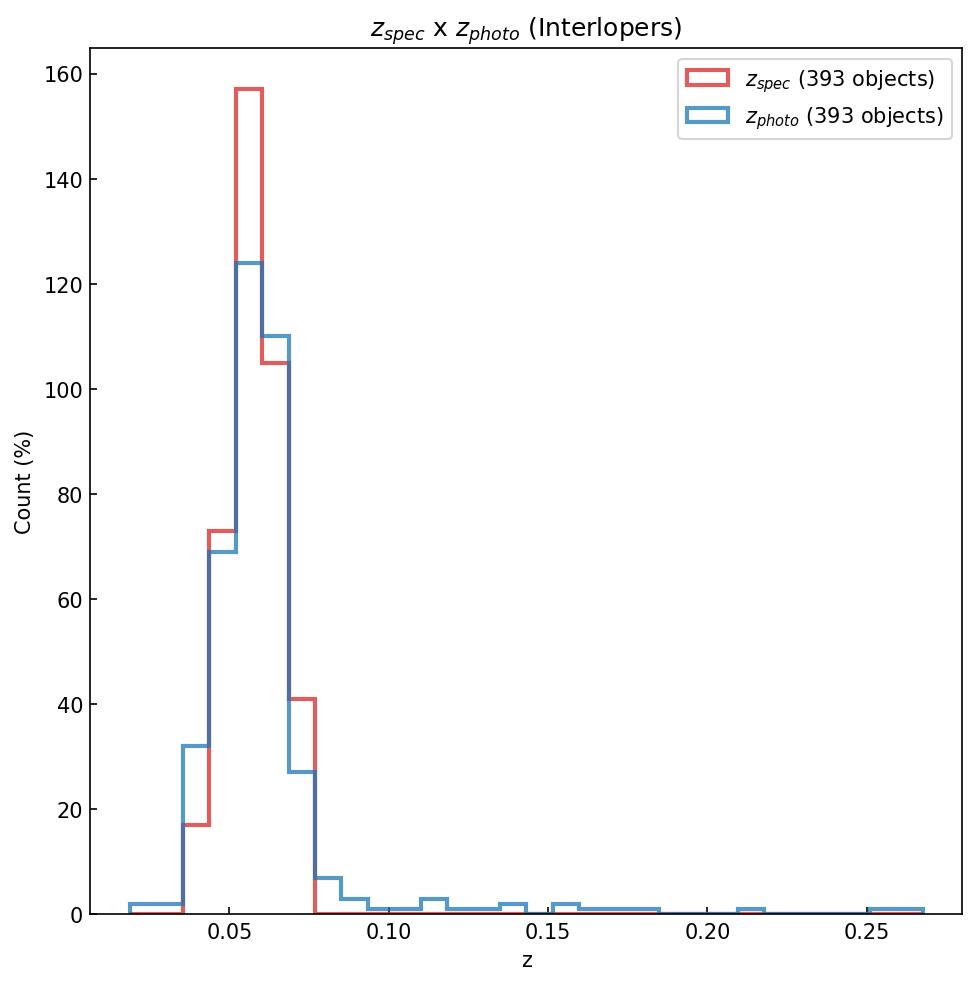 z_spec x z_photo (Interlopers)
z_spec (393 objects)
z_photo (393 objects)
Count (%)
160
140
120
100
80
60
40
20
0
0.05 0.10 0.15 0.20 0.25
z